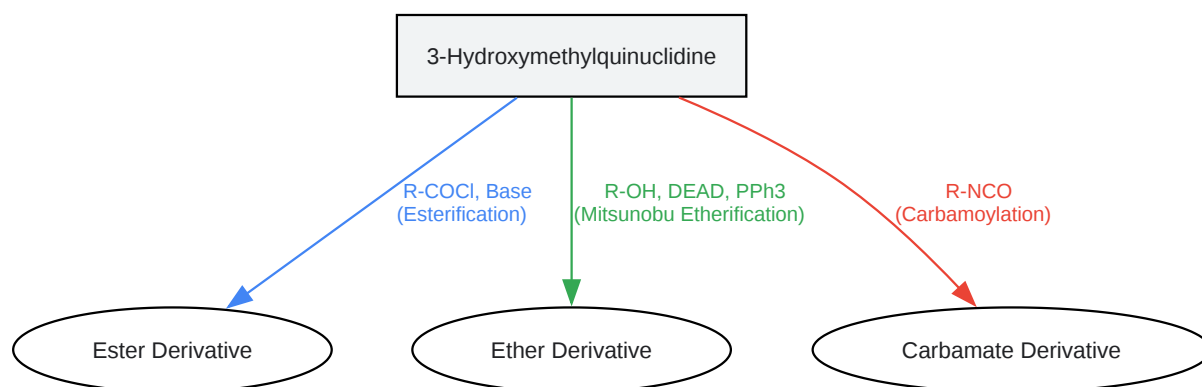 3-Hydroxymethylquinuclidine
R-COCl, Base
(Esterification)
R-OH, DEAD, PPh3
(Mitsunobu Etherification)
R-NCO
(Carbamoylation)
Ester Derivative
Ether Derivative
Carbamate Derivative